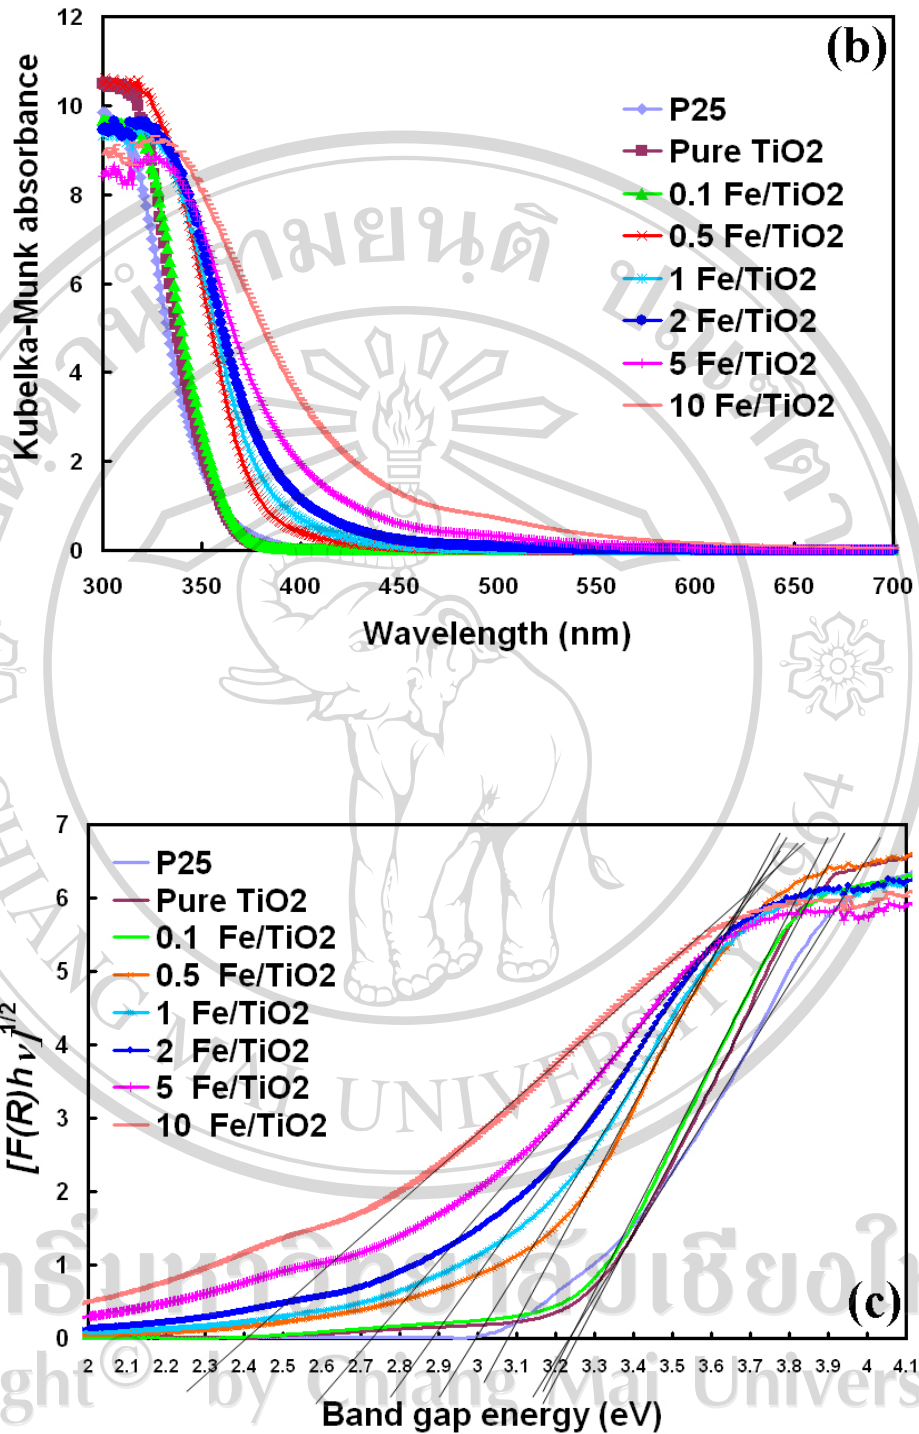 (b)
12
10
8
6
4
2
0
Kubelka-Munk absorbance
P25
Pure TiO2
0.1 Fe/TiO2
0.5 Fe/TiO2
1 Fe/TiO2
2 Fe/TiO2
5 Fe/TiO2
10 Fe/TiO2
300 350 400 450 500 550 600 650 700
Wavelength (nm)
7
6
5
4
3
2
1
0
[F(R)hν]^1/2
P25
Pure TiO2
0.1 Fe/TiO2
0.5 Fe/TiO2
1 Fe/TiO2
2 Fe/TiO2
5 Fe/TiO2
10 Fe/TiO2
(c)
2 2.1 2.2 2.3 2.4 2.5 2.6 2.7 2.8 2.9 3 3.1 3.2 3.3 3.4 3.5 3.6 3.7 3.8 3.9 4 4.1
Band gap energy (eV)
CHIANG MAI UNIVERSITY 1964
ght © by Chiang Mai Univers